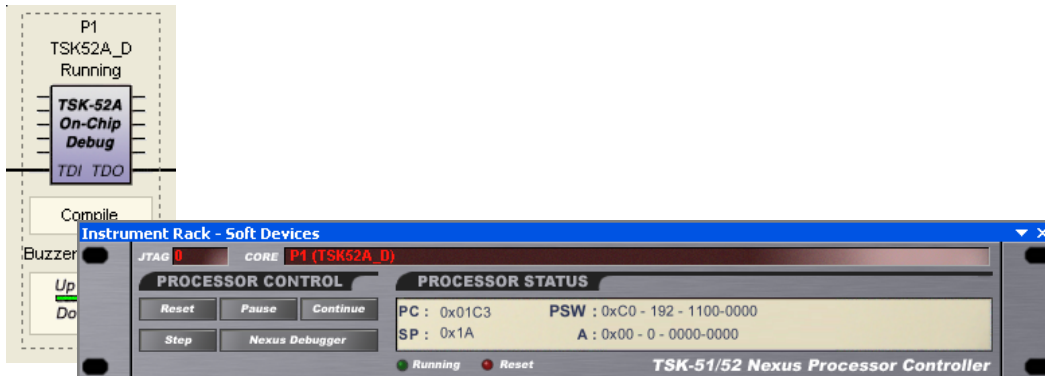 P1
TSK52A_D
Running
TSK-52A
On-Chip
Debug
TDI TDO
Compile
Buzzer
Up
Do
Instrument Rack - Soft Devices
JTAG 0 CORE P1 (TSK52A_D)
PROCESSOR CONTROL
Reset Pause Continue
Step Nexus Debugger
PROCESSOR STATUS
PC : 0x01C3 PSW : 0xC0 - 192 - 1100-0000
SP : 0x1A A : 0x00 - 0 - 0000-0000
Running Reset TSK-51/52 Nexus Processor Controller